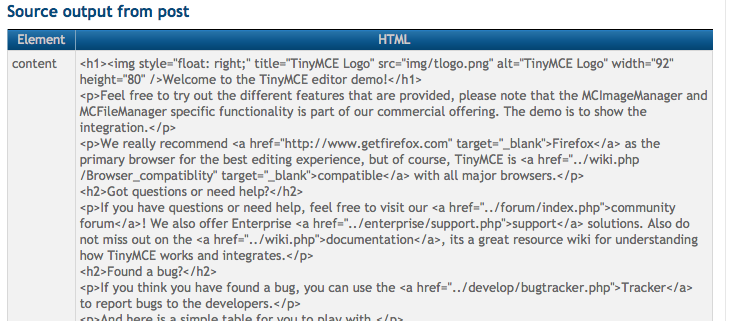 Source output from post
Element HTML
content <h1><img style="float: right;" title="TinyMCE Logo" src="img/tlogo.png" alt="TinyMCE Logo" width="92"
height="80" />Welcome to the TinyMCE editor demo!</h1>
<p>Feel free to try out the different features that are provided, please note that the MCImageManager and
MCFileManager specific functionality is part of our commercial offering. The demo is to show the
integration.</p>
<p>We really recommend <a href="http://www.getfirefox.com" target="_blank">Firefox</a> as the
primary browser for the best editing experience, but of course, TinyMCE is <a href="../wiki.php
/Browser_compatiblity" target="_blank">compatible</a> with all major browsers.</p>
<h2>Got questions or need help?</h2>
<p>If you have questions or need help, feel free to visit our <a href="../forum/index.php">community
forum</a>! We also offer Enterprise <a href="../enterprise/support.php">support</a> solutions. Also do
not miss out on the <a href="../wiki.php">documentation</a>, its a great resource wiki for understanding
how TinyMCE works and integrates.</p>
<h2>Found a bug?</h2>
<p>If you think you have found a bug, you can use the <a href="../develop/bugtracker.php">Tracker</a>
to report bugs to the developers.</p>
<p>And here is a simple table for you to play with.</p>